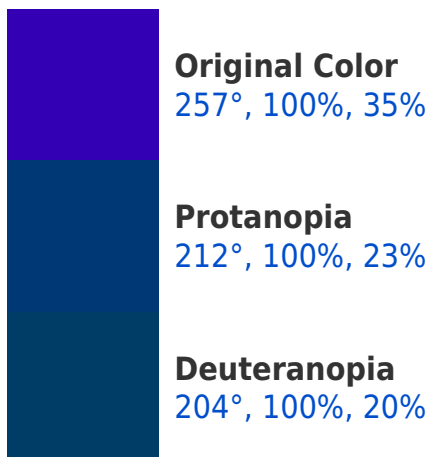 Original Color
257°, 100%, 35%
Protanopia
212°, 100%, 23%
Deuteranopia
204°, 100%, 20%